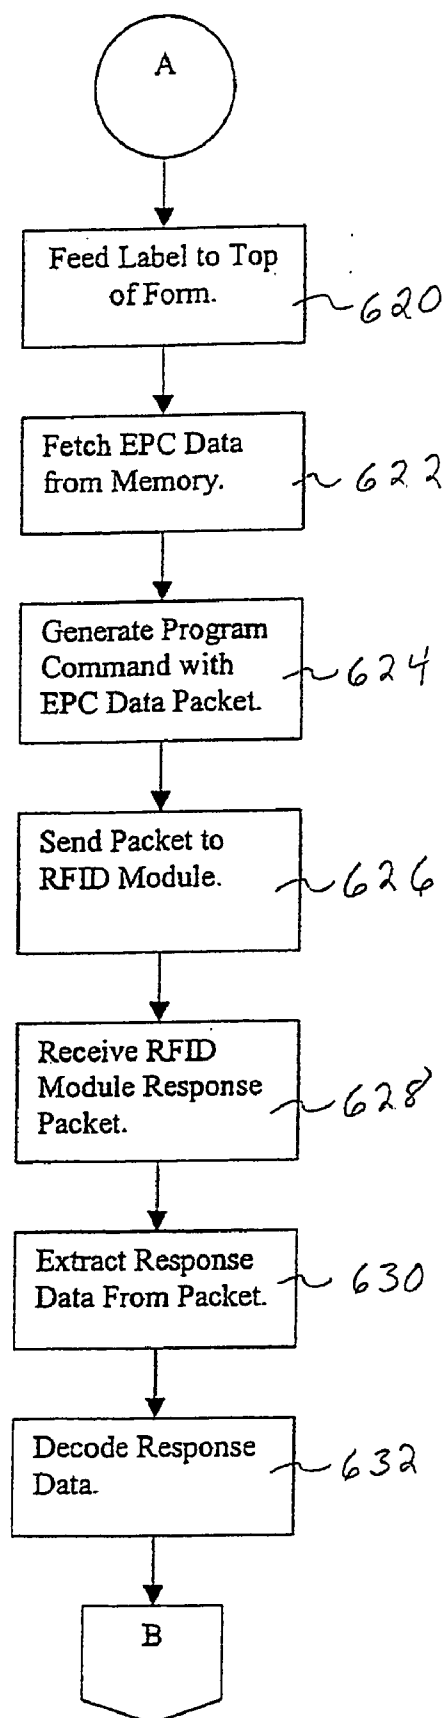 A
Feed Label to Top
of Form.
620
Fetch EPC Data
from Memory.
622
Generate Program
Command with
EPC Data Packet.
624
Send Packet to
RFID Module.
626
Receive RFID
Module Response
Packet.
628
Extract Response
Data From Packet.
630
Decode Response
Data.
632
B